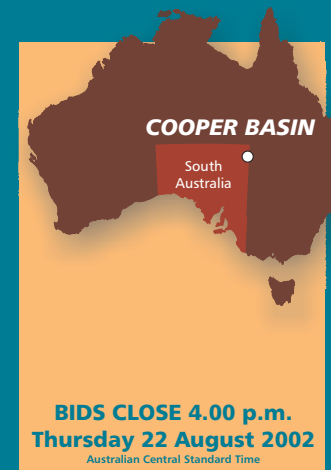 COOPER BASIN
South
Australia
BIDS CLOSE 4.00 p.m.
Thursday 22 August 2002
Australian Central Standard Time